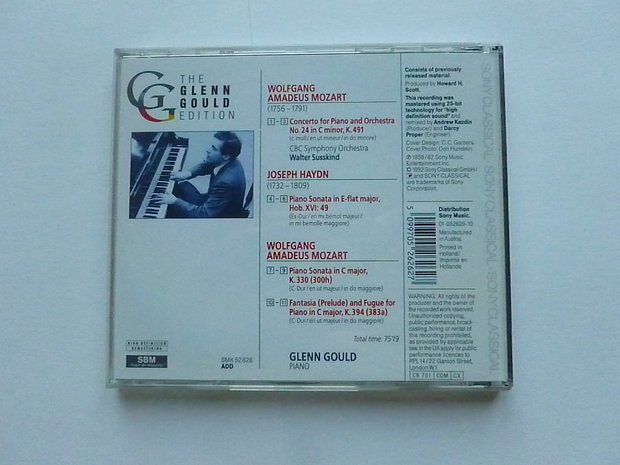 THE
GLENN
GOULD
EDITION
WOLFGANG
AMADEUS MOZART
(1756–1791)
1 – 3 Concerto for Piano and Orchestra
No. 24 in C minor, K. 491
(c-moll / en ut mineur / in do minore)
CBC Symphony Orchestra
Walter Susskind
JOSEPH HAYDN
(1732–1809)
4 – 6 Piano Sonata in E-flat major,
Hob. XVI: 49
(Es-Dur / en mi bémol majeur /
in mi bemolle maggiore)
WOLFGANG
AMADEUS MOZART
7 – 9 Piano Sonata in C major,
K. 330 (300h)
(C-Dur / en ut majeur / in do maggiore)
10 – 11 Fantasia (Prelude) and Fugue for
Piano in C major, K. 394 (383a)
(C-Dur / en ut majeur / in do maggiore)
Total time: 75'19
GLENN GOULD
PIANO
HIGH DEFINITION
REMASTERING
SBM
SMK 52 626
ADD
Consists of previously
released material.
Produced by Howard H.
Scott.
This recording was
mastered using 20-bit
technology for "high
definition sound" and
remixed by Andrew Kazdin
(Producer) and Darcy
Proper (Engineer).
Cover Design: C.C. Garbers
Cover Photo: Don Hunstein
℗ 1959/62 Sony Music
Entertainment Inc.
© 1992 Sony Classical GmbH
and SONY CLASSICAL
are trademarks of Sony
Corporation.
Distribution
Sony Music.
01-052626-10
Manufactured
in Austria.
Printed in
Holland/
Imprimé en
Hollande.
5 099705 262627
WARNING: All rights of the
producer and the owner of
the recorded work reserved.
Unauthorized copying,
public performance, broad-
casting, hiring or rental of
this recording prohibited,
as provided by applicable
law. In the UK apply for public
performance licences to
PPL 14/22 Ganton Street,
London W1.
CB 731 EDM CX
SONY CLASSICAL SONY CLASSICAL SONY CLASSICAL